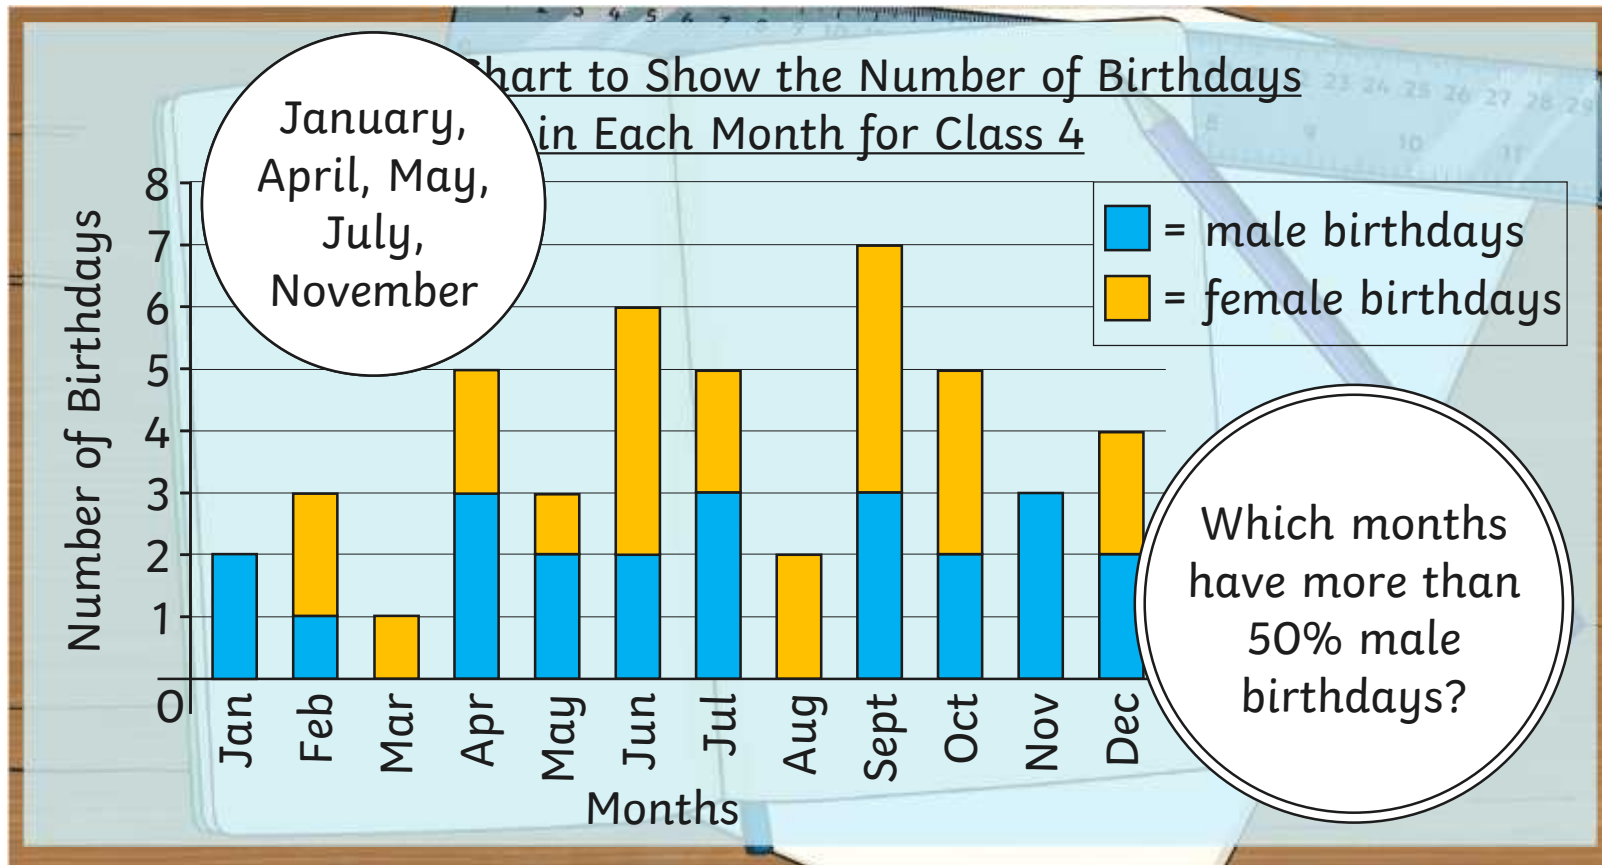 hart to Show the Number of Birthdays
in Each Month for Class 4
January,
April, May,
July,
November
= male birthdays
= female birthdays
Number of Birthdays
8
7
6
5
4
3
2
1
0
Jan
Feb
Mar
Apr
May
Jun
Jul
Aug
Sept
Oct
Nov
Dec
Months
Which months
have more than
50% male
birthdays?